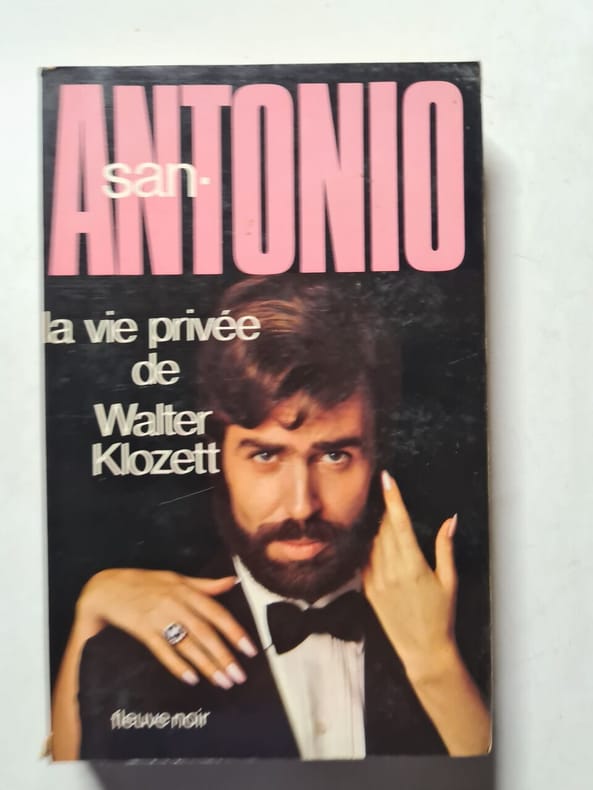 san-
ANTONIO
la vie privée
de
Walter
Klozett
fleuve noir